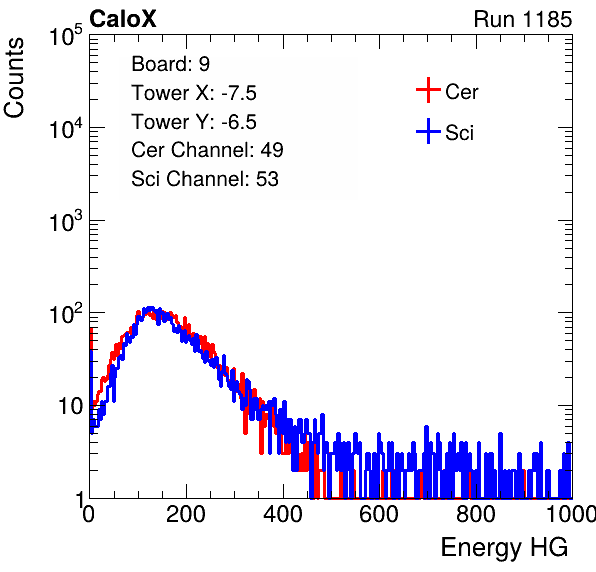 CaloX
Run 1185
Counts
Board: 9
Tower X: -7.5
Tower Y: -6.5
Cer Channel: 49
Sci Channel: 53
Cer
Sci
10^5
10^4
10^3
10^2
10
1
0 200 400 600 800 1000
Energy HG